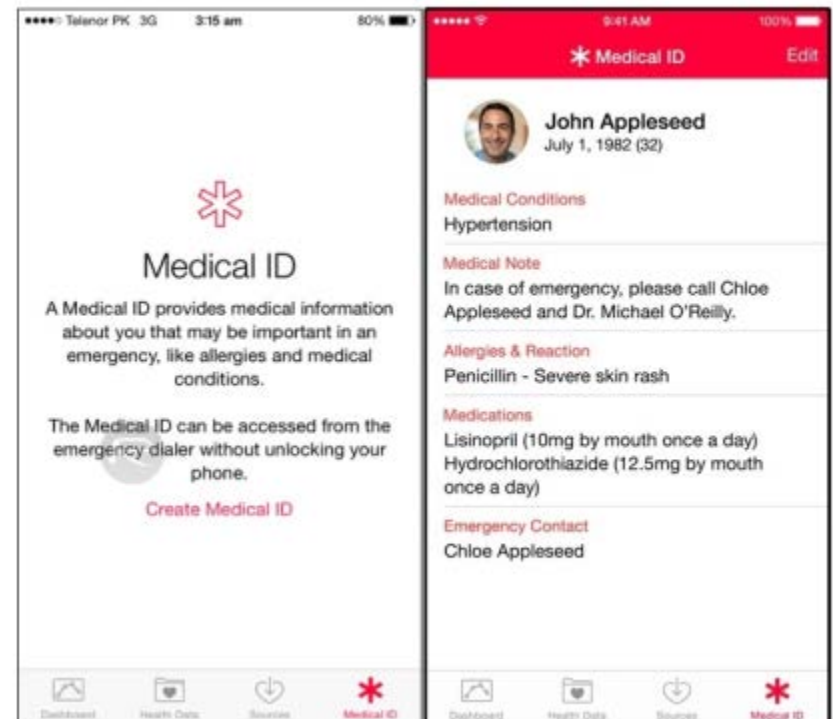 Telenor PK 3G 3:15 am 80%
Medical ID
A Medical ID provides medical information
about you that may be important in an
emergency, like allergies and medical
conditions.
The Medical ID can be accessed from the
emergency dialer without unlocking your
phone.
Create Medical ID
Dashboard Health Data Sources Medical ID
9:41 AM 100%
Medical ID Edit
John Appleseed
July 1, 1982 (32)
Medical Conditions
Hypertension
Medical Note
In case of emergency, please call Chloe
Appleseed and Dr. Michael O'Reilly.
Allergies & Reaction
Penicillin - Severe skin rash
Medications
Lisinopril (10mg by mouth once a day)
Hydrochlorothiazide (12.5mg by mouth
once a day)
Emergency Contact
Chloe Appleseed
Dashboard Health Data Sources Medical ID